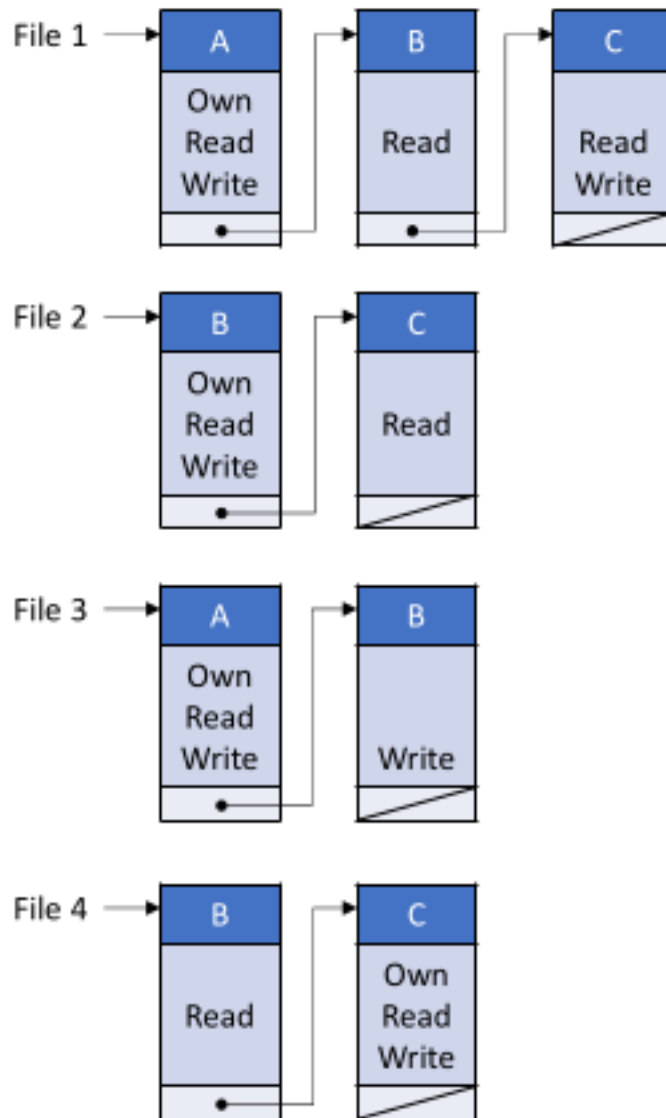 File 1
A
Own
Read
Write
B
Read
C
Read
Write
File 2
B
Own
Read
Write
C
Read
File 3
A
Own
Read
Write
B
Write
File 4
B
Read
C
Own
Read
Write